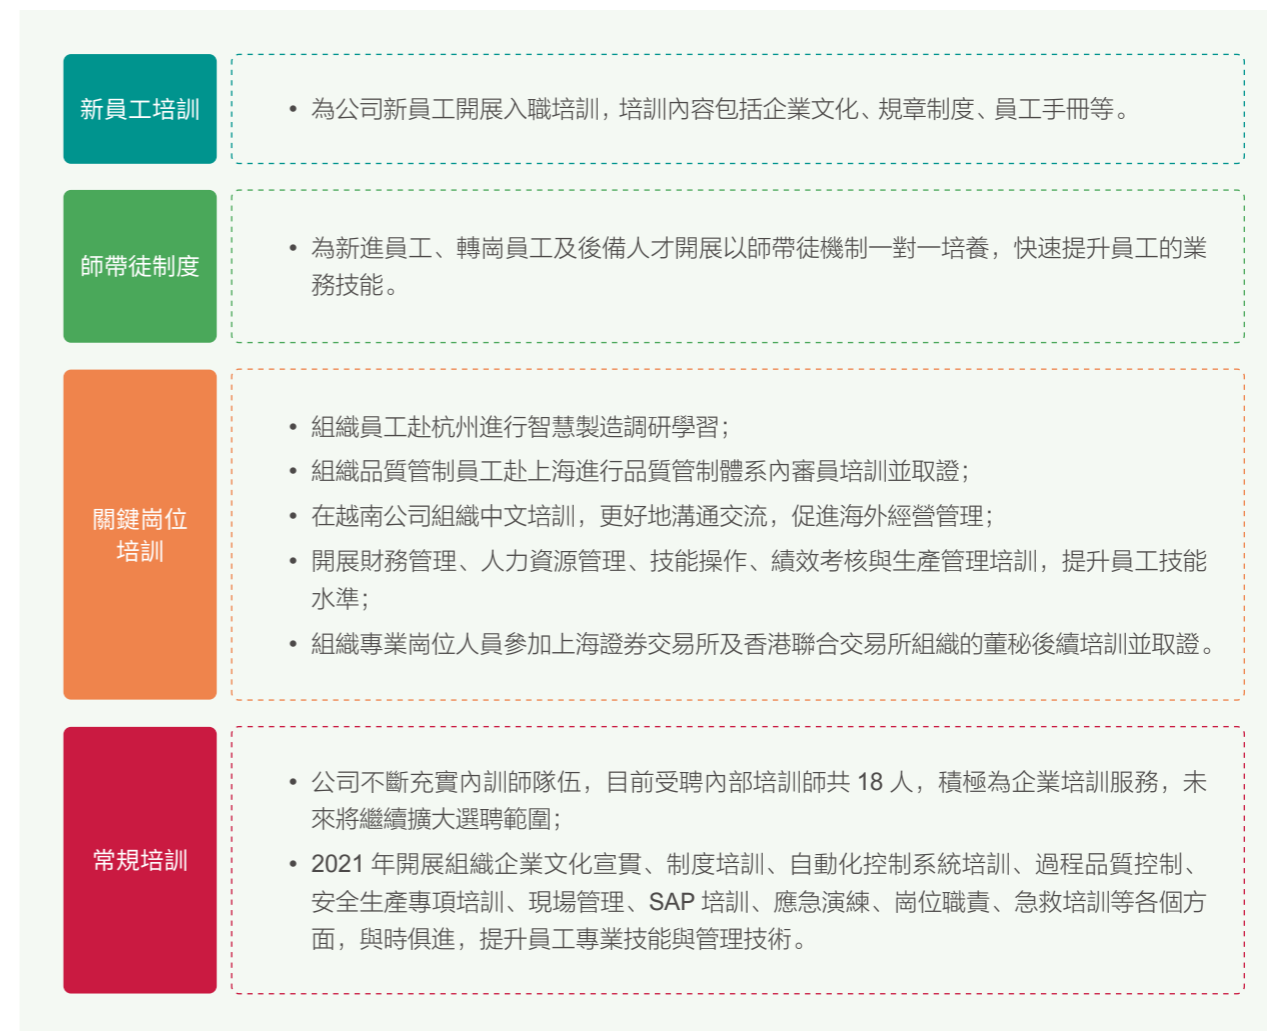 新員工培訓
• 為公司新員工開展入職培訓，培訓內容包括企業文化、規章制度、員工手冊等。
師帶徒制度
• 為新進員工、轉崗員工及後備人才開展以師帶徒機制一對一培養，快速提升員工的業
務技能。
關鍵崗位
培訓
• 組織員工赴杭州進行智慧製造調研學習；
• 組織品質管制員工赴上海進行品質管制體系內審員培訓並取證；
• 在越南公司組織中文培訓，更好地溝通交流，促進海外經營管理；
• 開展財務管理、人力資源管理、技能操作、績效考核與生產管理培訓，提升員工技能
水準；
• 組織專業崗位人員參加上海證券交易所及香港聯合交易所組織的董秘後續培訓並取證。
常規培訓
• 公司不斷充實內訓師隊伍，目前受聘內部培訓師共 18 人，積極為企業培訓服務，未
來將繼續擴大選聘範圍；
• 2021 年開展組織企業文化宣貫、制度培訓、自動化控制系統培訓、過程品質控制、
安全生產專項培訓、現場管理、SAP 培訓、應急演練、崗位職責、急救培訓等各個方
面，與時俱進，提升員工專業技能與管理技術。